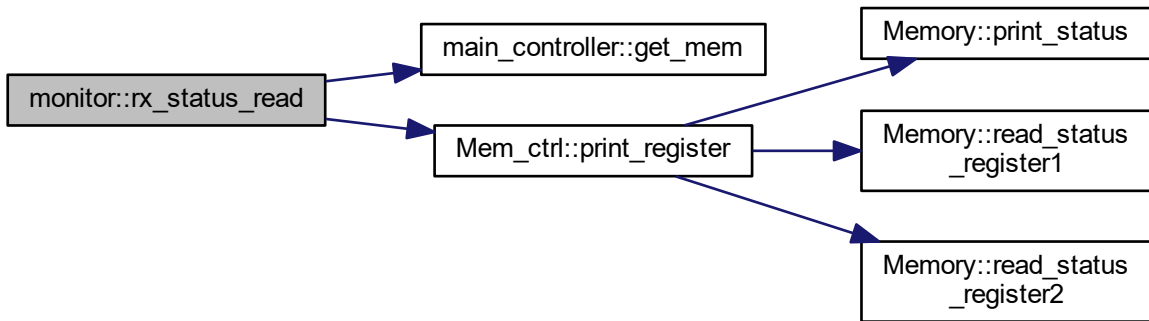 monitor::rx_status_read
main_controller::get_mem
Mem_ctrl::print_register
Memory::print_status
Memory::read_status
_register1
Memory::read_status
_register2